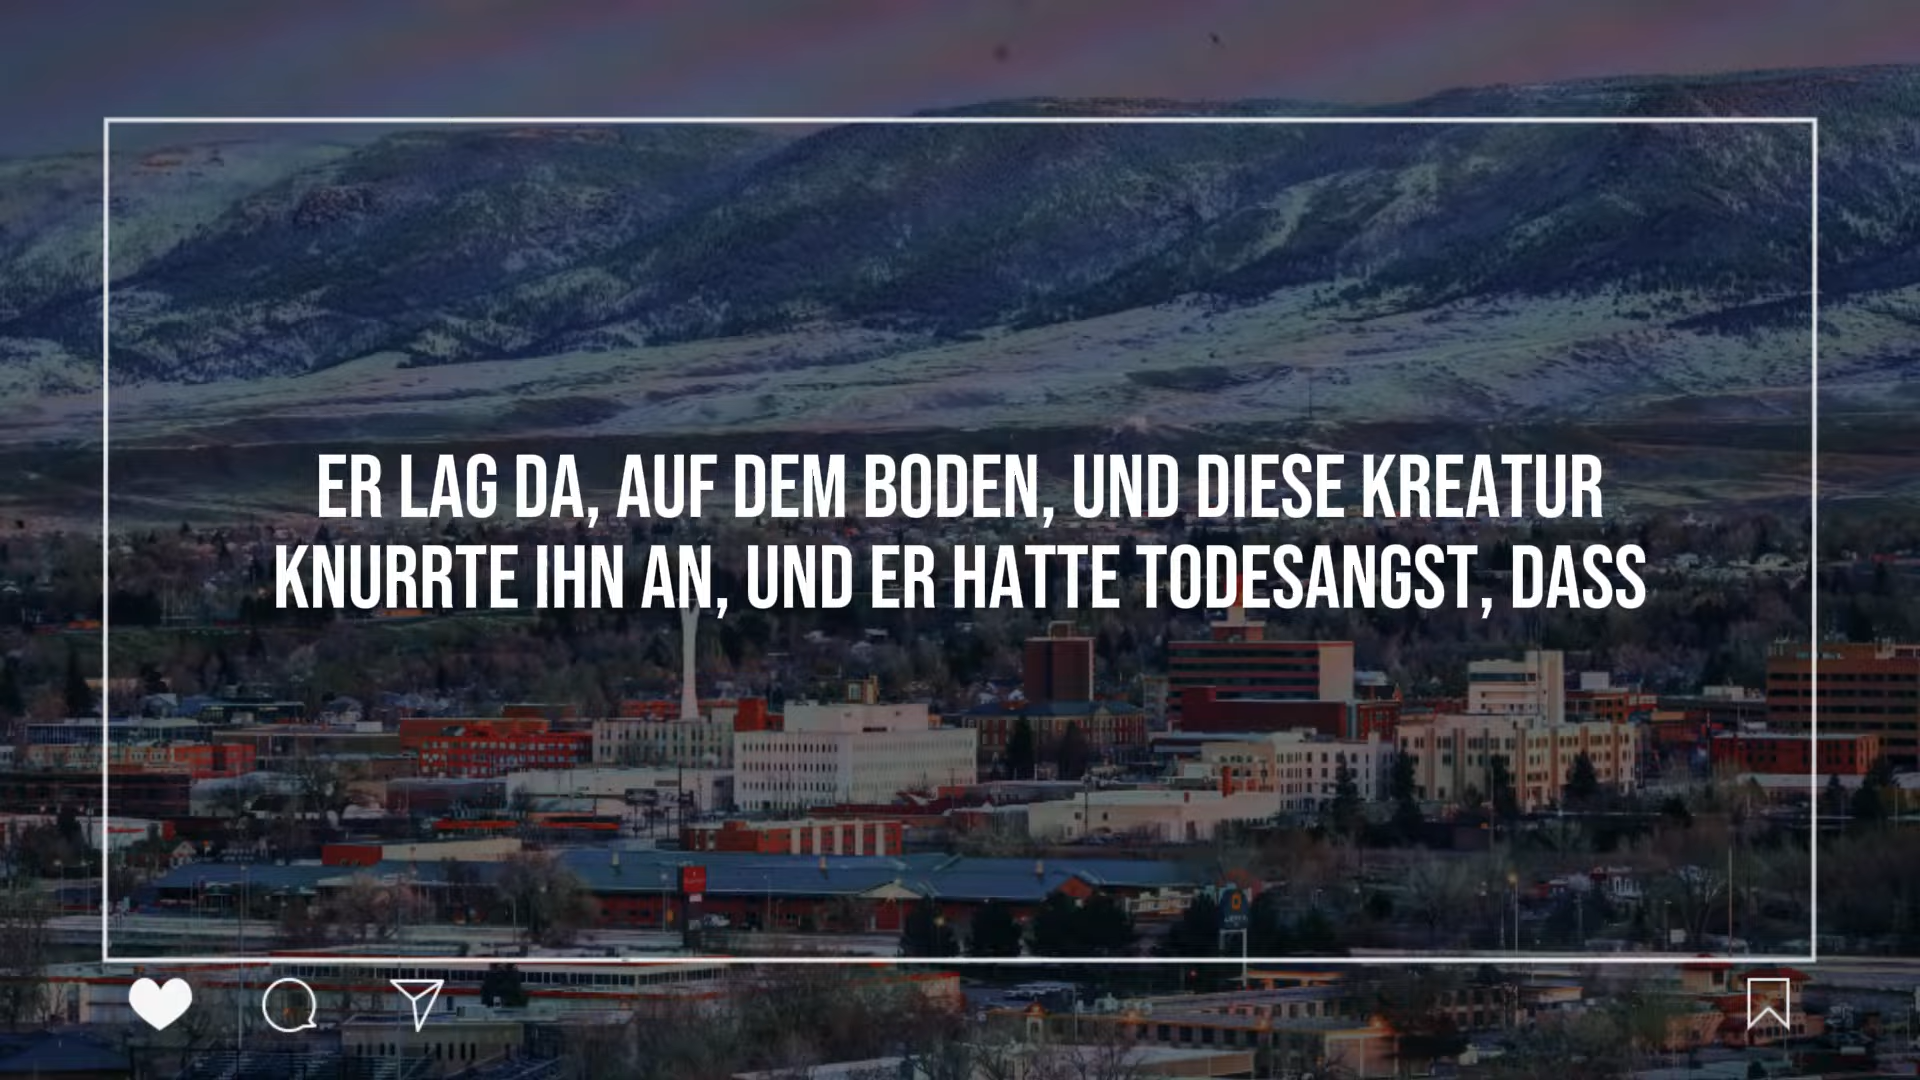 ER LAG DA, AUF DEM BODEN, UND DIESE KREATUR
KNURRTE IHN AN, UND ER HATTE TODESANGST, DASS